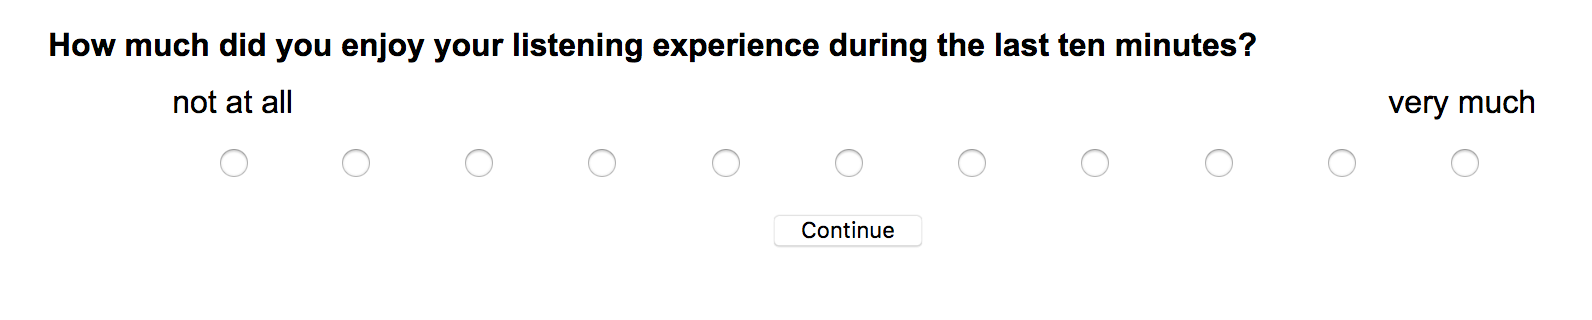 How much did you enjoy your listening experience during the last ten minutes?
not at all very much
Continue